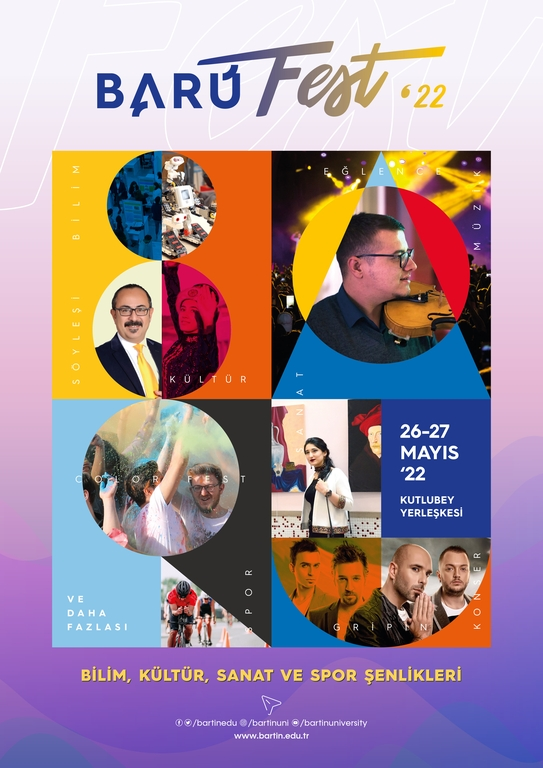 BARÜ Fest '22
BİLİM
EĞLENCE
MÜZİK
SÖYLEŞİ
KÜLTÜR
SANAT
COLOR FEST
26-27
MAYIS
'22
KUTLUBEY
YERLEŞKESİ
VE
DAHA
FAZLASI
SPOR
GRİPİN
KONSER
BİLİM, KÜLTÜR, SANAT VE SPOR ŞENLİKLERİ
/bartinedu /bartinuni /bartinuniversity
www.bartin.edu.tr